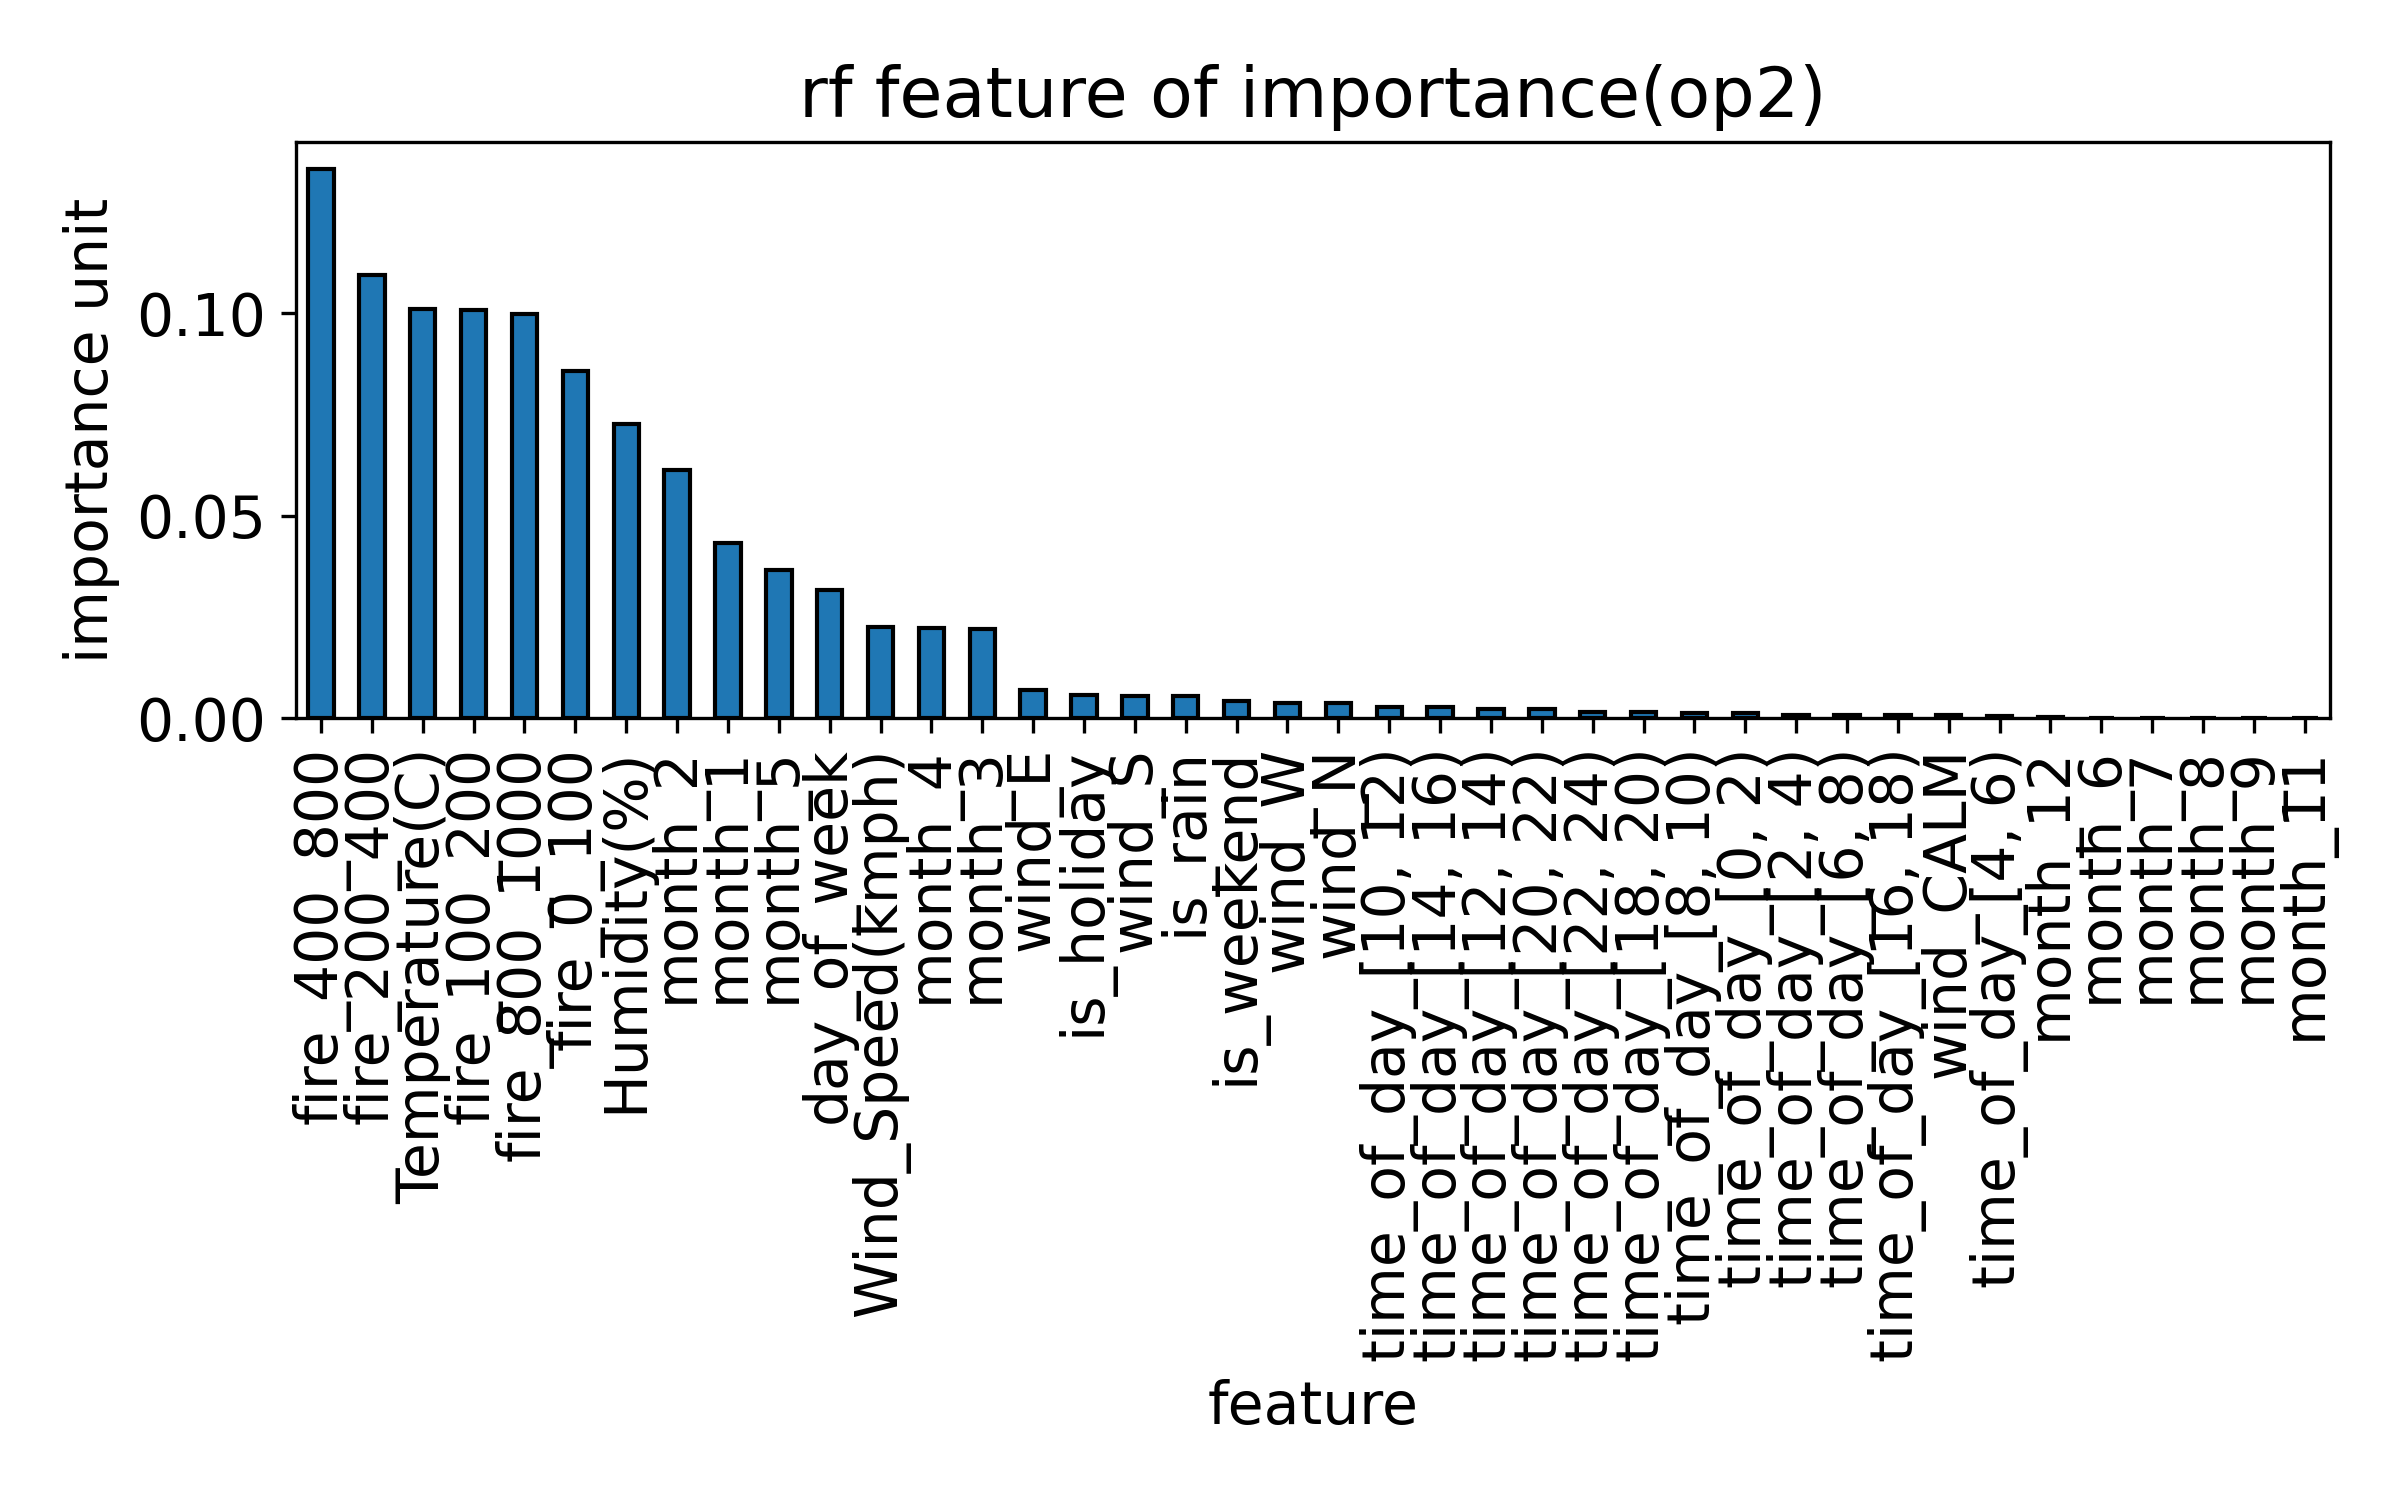 rf feature of importance(op2)
importance unit
0.10
0.05
0.00
fire_400_800
fire_200_400
Temperature(C)
fire_100_200
fire_800_1000
fire_0_100
Humidity(%)
month_2
month_1
month_5
day_of_week
Wind_Speed(kmph)
month_4
month_3
wind_E
is_holiday
wind_S
is_rain
is_weekend
wind_W
wind_N
time_of_day_[10, 12)
time_of_day_[14, 16)
time_of_day_[12, 14)
time_of_day_[20, 22)
time_of_day_[22, 24)
time_of_day_[18, 20)
time_of_day_[8, 10)
time_of_day_[0, 2)
time_of_day_[2, 4)
time_of_day_[6, 8)
time_of_day_[16, 18)
wind_CALM
time_of_day_[4, 6)
month_12
month_6
month_7
month_8
month_9
month_11
feature